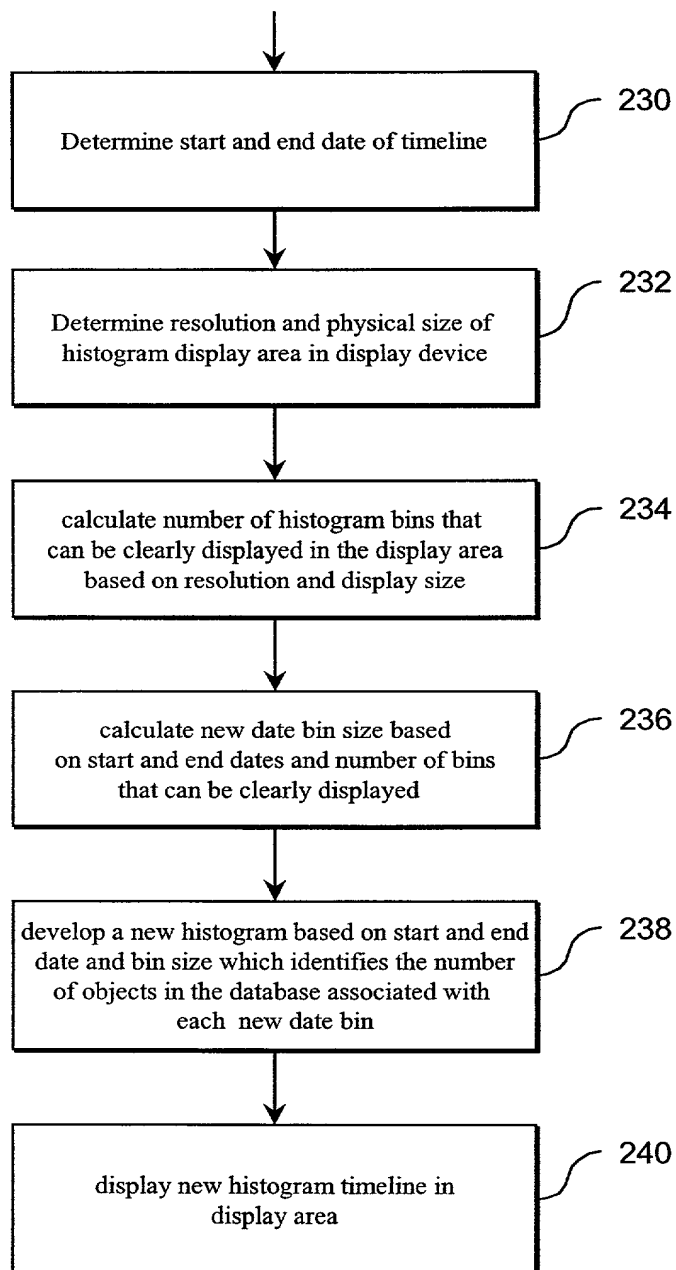 Determine start and end date of timeline
230
Determine resolution and physical size of
histogram display area in display device
232
calculate number of histogram bins that
can be clearly displayed in the display area
based on resolution and display size
234
calculate new date bin size based
on start and end dates and number of bins
that can be clearly displayed
236
develop a new histogram based on start and end
date and bin size which identifies the number
of objects in the database associated with
each new date bin
238
display new histogram timeline in
display area
240